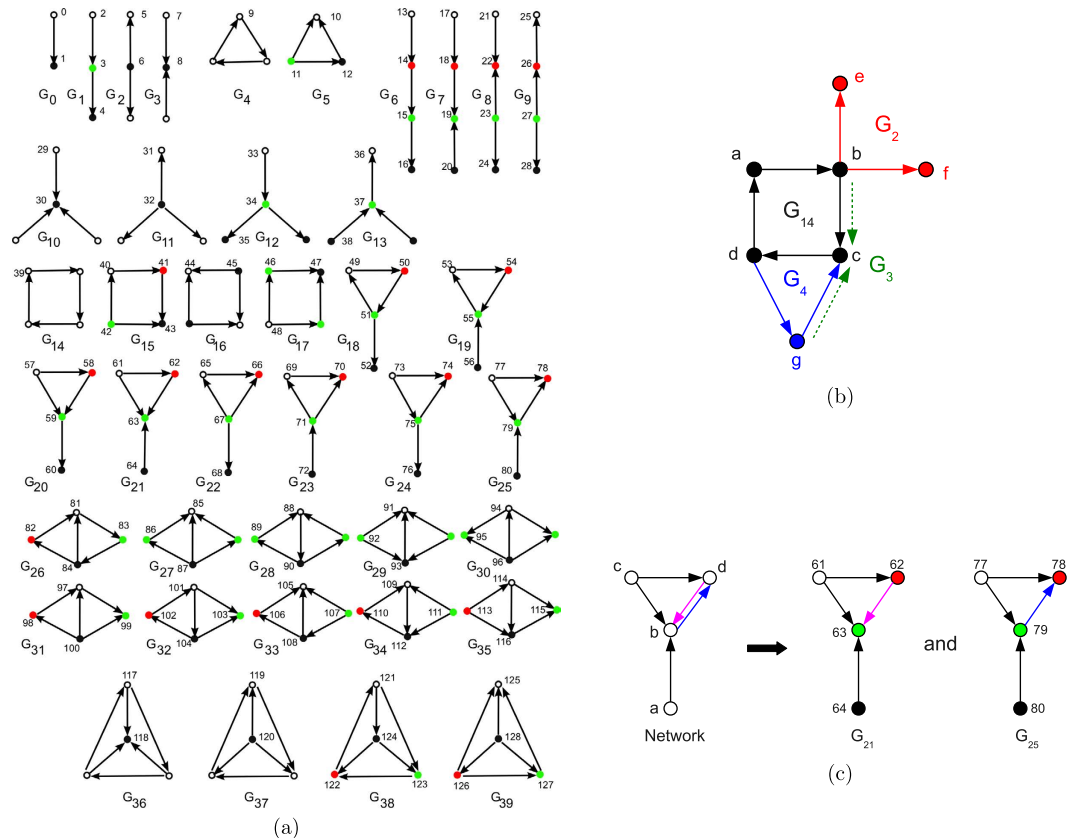 0 2 5 7 9 10 13 17 21 25
1 3 6 8 11 12 14 18 22 26
4 15 19 23 27
16 20 24 28
G0 G1 G2 G3 G4 G5 G6 G7 G8 G9
29 31 33 36
30 32 34 37
35 38
G10 G11 G12 G13
39 40 41 44 45 46 47 49 50 53 54
42 43 48 51 55
52 56
G14 G15 G16 G17 G18 G19
57 58 61 62 65 66 69 70 73 74 77 78
59 63 67 71 75 79
60 64 68 72 76 80
G20 G21 G22 G23 G24 G25
81 85 88 91 94
82 83 86 89 92 95
84 87 90 93 96
G26 G27 G28 G29 G30
97 101 105 109 114
98 99 102 103 106 107 110 111 113 115
100 104 108 112 116
G31 G32 G33 G34 G35
117 119 121 125
118 120 124 128
122 123 126 127
G36 G37 G38 G39
(a)
e
G2
a b f
G14
d c
G4 G3
g
(b)
c d 61 62 77 78
b 63 79
and
a 64 80
Network G21 G25
(c)